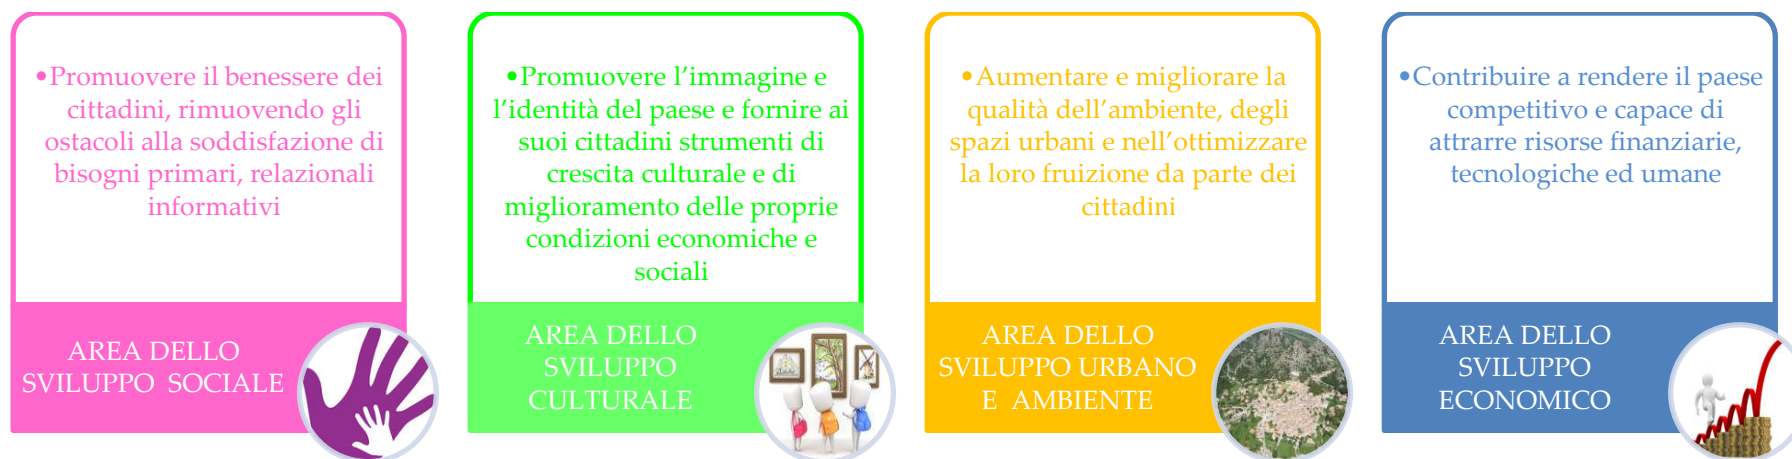 •Promuovere il benessere dei
cittadini, rimuovendo gli
ostacoli alla soddisfazione di
bisogni primari, relazionali
informativi
AREA DELLO
SVILUPPO SOCIALE
•Promuovere l’immagine e
l’identità del paese e fornire ai
suoi cittadini strumenti di
crescita culturale e di
miglioramento delle proprie
condizioni economiche e
sociali
AREA DELLO
SVILUPPO
CULTURALE
•Aumentare e migliorare la
qualità dell’ambiente, degli
spazi urbani e nell’ottimizzare
la loro fruizione da parte dei
cittadini
AREA DELLO
SVILUPPO URBANO
E AMBIENTE
•Contribuire a rendere il paese
competitivo e capace di
attrarre risorse finanziarie,
tecnologiche ed umane
AREA DELLO
SVILUPPO
ECONOMICO